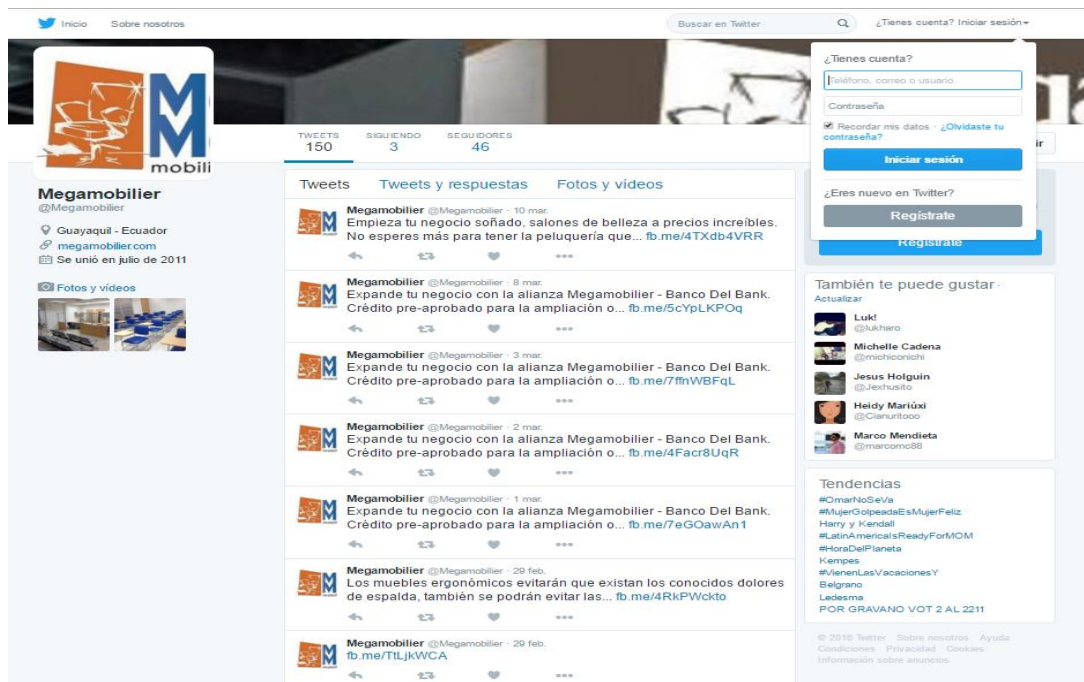 Inicio Sobre nosotros
Buscar en Twitter
¿Tienes cuenta? Iniciar sesión
M
M
mobili
¿Tienes cuenta?
Teléfono, correo o usuario
Contraseña
Recordar mis datos · ¿Olvidaste tu
contraseña?
Iniciar sesión
¿Eres nuevo en Twitter?
Regístrate
Regístrate
ir
TWEETS SIGUIENDO SEGUIDORES
150 3 46
Megamobilier
@Megamobilier
Guayaquil - Ecuador
megamobilier.com
Se unió en julio de 2011
Fotos y vídeos
Tweets Tweets y respuestas Fotos y vídeos
Megamobilier @Megamobilier · 10 mar.
Empieza tu negocio soñado, salones de belleza a precios increíbles.
No esperes más para tener la peluquería que... fb.me/4TXdb4VRR
Megamobilier @Megamobilier · 8 mar.
Expande tu negocio con la alianza Megamobilier - Banco Del Bank.
Crédito pre-aprobado para la ampliación o... fb.me/5cYpLKPOq
Megamobilier @Megamobilier · 3 mar.
Expande tu negocio con la alianza Megamobilier - Banco Del Bank.
Crédito pre-aprobado para la ampliación o... fb.me/7ffnWBFqL
Megamobilier @Megamobilier · 2 mar.
Expande tu negocio con la alianza Megamobilier - Banco Del Bank.
Crédito pre-aprobado para la ampliación o... fb.me/4Facr8UqR
Megamobilier @Megamobilier · 1 mar.
Expande tu negocio con la alianza Megamobilier - Banco Del Bank.
Crédito pre-aprobado para la ampliación o... fb.me/7eGOawAn1
Megamobilier @Megamobilier · 29 feb.
Los muebles ergonómicos evitarán que existan los conocidos dolores
de espalda, también se podrán evitar las... fb.me/4RkPWckto
Megamobilier @Megamobilier · 29 feb.
fb.me/TtLjkWCA
También te puede gustar ·
Actualizar
Luk!
@lukharo
Michelle Cadena
@michiconichi
Jesus Holguin
@Jexhusito
Heidy Mariúxi
@Cianuritooo
Marco Mendieta
@marcomc88
Tendencias
#OmarNoSeVa
#MujerGolpeadaEsMujerFeliz
Harry y Kendall
#LatinAmericaIsReadyForMOM
#HoraDelPlaneta
Kempes
#VienenLasVacacionesY
Belgrano
Ledesma
POR GRAVANO VOT 2 AL 2211
© 2016 Twitter Sobre nosotros Ayuda
Condiciones Privacidad Cookies
Información sobre anuncios